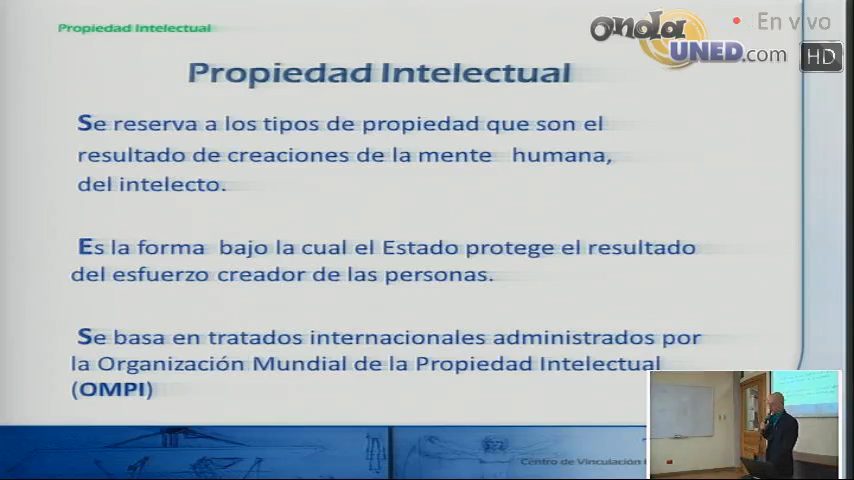 Propiedad Intelectual
onda
UNED.com
En vivo
HD
Propiedad Intelectual
Se reserva a los tipos de propiedad que son el
resultado de creaciones de la mente humana,
del intelecto.
Es la forma bajo la cual el Estado protege el resultado
del esfuerzo creador de las personas.
Se basa en tratados internacionales administrados por
la Organización Mundial de la Propiedad Intelectual
(OMPI)
Centro de Vinculación